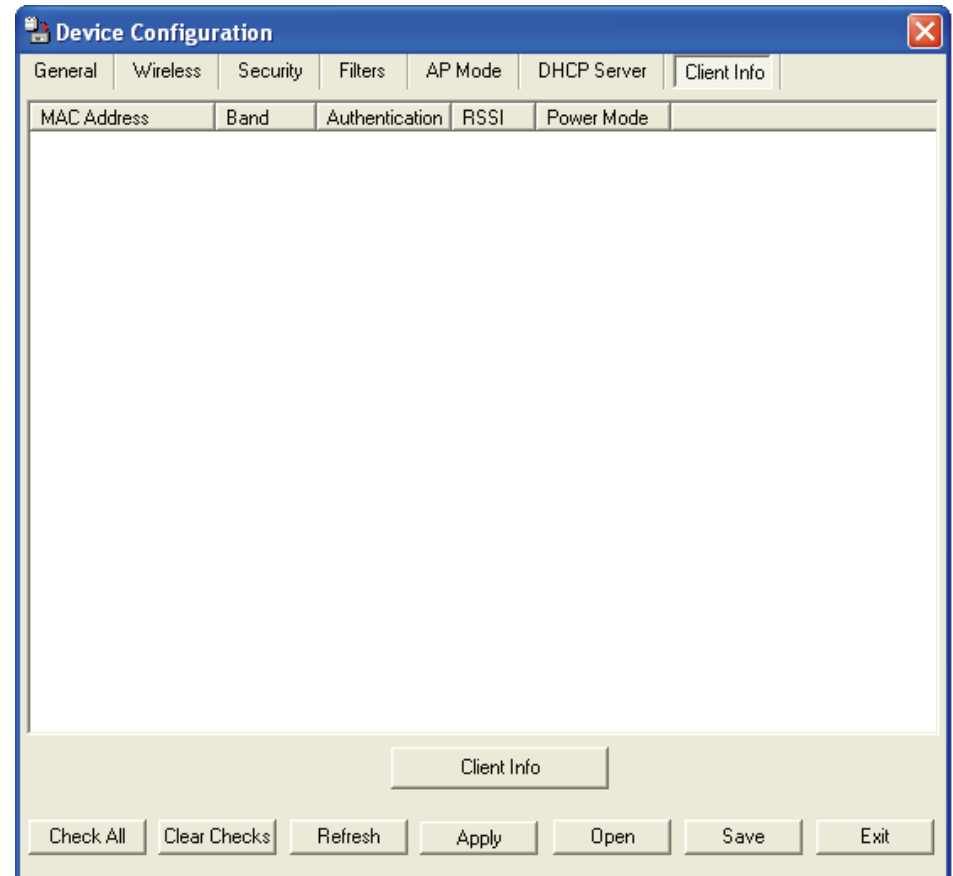 Device Configuration
General Wireless Security Filters AP Mode DHCP Server Client Info
MAC Address Band Authentication RSSI Power Mode
Client Info
Check All Clear Checks Refresh Apply Open Save Exit